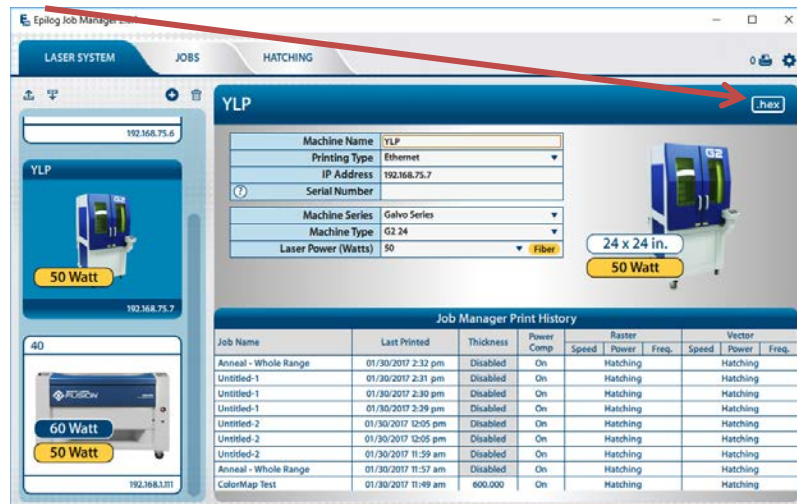 Epilog Job Manager
LASER SYSTEM JOBS HATCHING
0
192.168.75.6
YLP
G2
50 Watt
192.168.75.7
40
FUSION
60 Watt
50 Watt
192.168.1.111
YLP
.hex
Machine Name YLP
Printing Type Ethernet
IP Address 192.168.75.7
? Serial Number
Machine Series Galvo Series
Machine Type G2 24
Laser Power (Watts) 50 Fiber
G2
24 x 24 in.
50 Watt
Job Manager Print History
Job Name Last Printed Thickness Power Comp Raster Vector
Speed Power Freq. Speed Power Freq.
Anneal - Whole Range 01/30/2017 2:32 pm Disabled On Hatching Hatching
Untitled-1 01/30/2017 2:31 pm Disabled On Hatching Hatching
Untitled-1 01/30/2017 2:30 pm Disabled On Hatching Hatching
Untitled-1 01/30/2017 2:29 pm Disabled On Hatching Hatching
Untitled-2 01/30/2017 12:05 pm Disabled On Hatching Hatching
Untitled-2 01/30/2017 12:05 pm Disabled On Hatching Hatching
Untitled-2 01/30/2017 11:59 am Disabled On Hatching Hatching
Anneal - Whole Range 01/30/2017 11:57 am Disabled On Hatching Hatching
ColorMap Test 01/30/2017 11:49 am 600.000 On Hatching Hatching